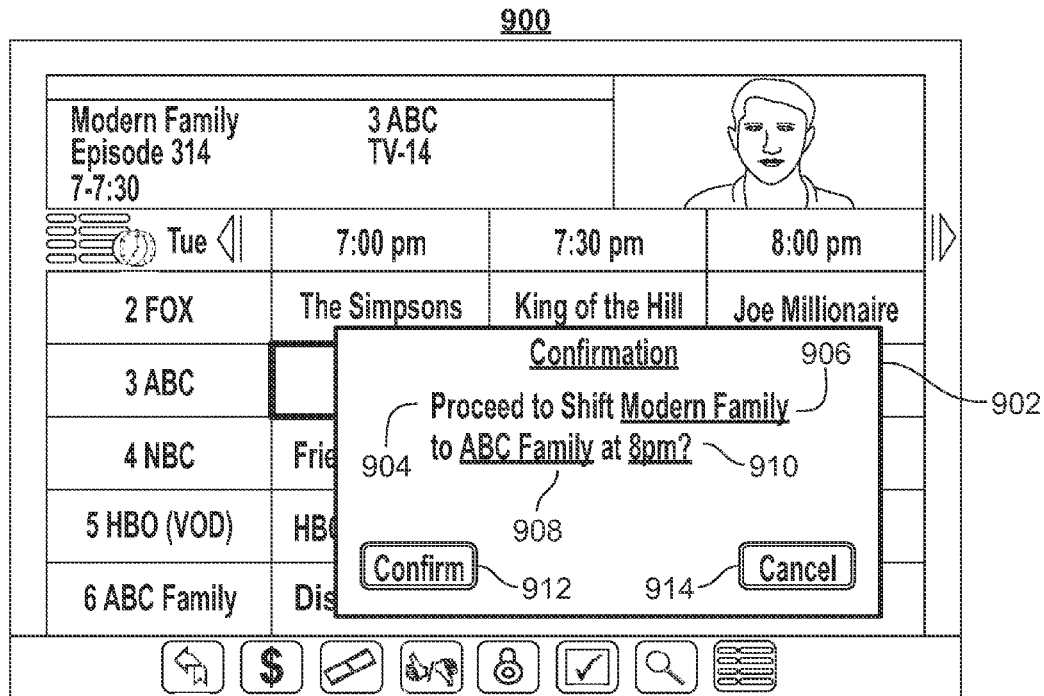 900
Modern Family 3 ABC
Episode 314 TV-14
7-7:30
Tue 7:00 pm 7:30 pm 8:00 pm
2 FOX The Simpsons King of the Hill Joe Millionaire
Confirmation 906
3 ABC
902
Proceed to Shift Modern Family
to ABC Family at 8pm?
904 910
4 NBC Frie
908
5 HBO (VOD) HBO
Confirm 912 914 Cancel
6 ABC Family Dis
$